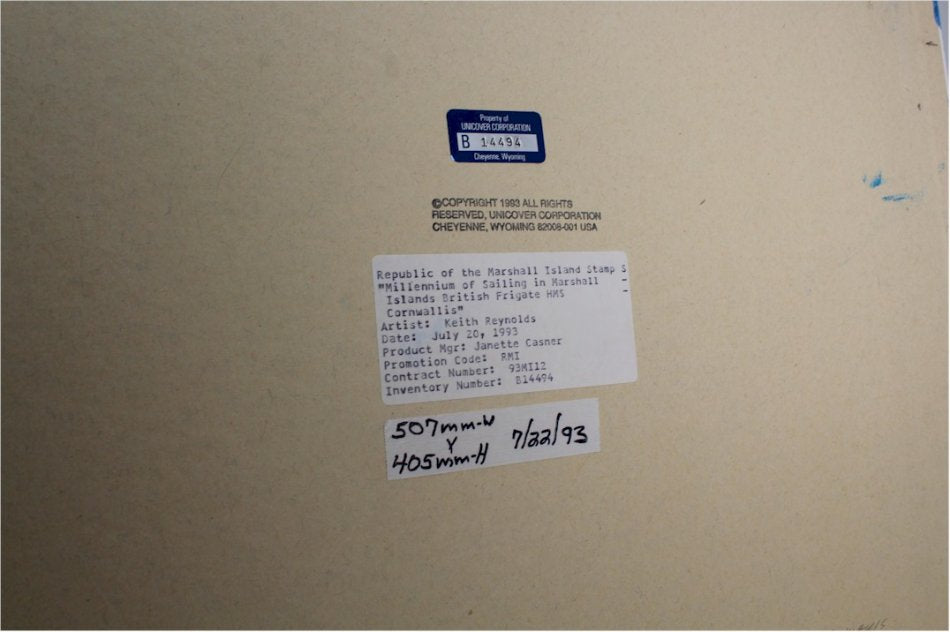 Property of
UNICOVER CORPORATION
B 14494
Cheyenne, Wyoming
©COPYRIGHT 1993 ALL RIGHTS
RESERVED, UNICOVER CORPORATION
CHEYENNE, WYOMING 82008-001 USA
Republic of the Marshall Island Stamp S
"Millennium of Sailing in Marshall -
Islands British Frigate HMS -
Cornwallis"
Artist: Keith Reynolds
Date: July 20, 1993
Product Mgr: Janette Casner
Promotion Code: RMI
Contract Number: 93MI12
Inventory Number: B14494
507mm-W
X
405mm-H
7/22/93